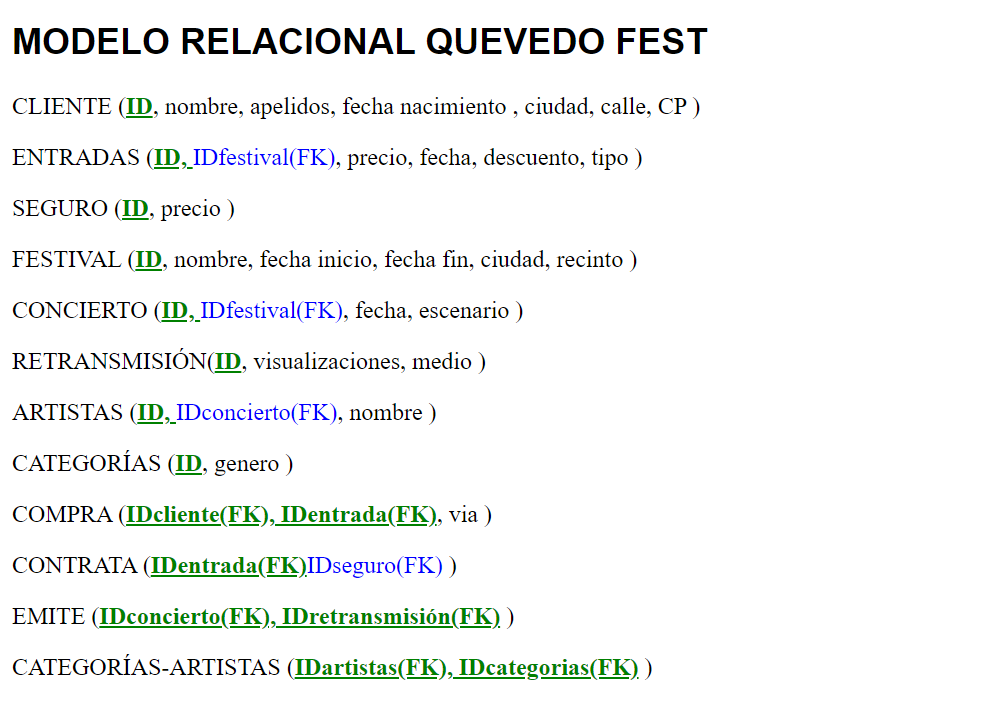 MODELO RELACIONAL QUEVEDO FEST
CLIENTE (ID, nombre, apelidos, fecha nacimiento , ciudad, calle, CP )
ENTRADAS (ID, IDfestival(FK), precio, fecha, descuento, tipo )
SEGURO (ID, precio )
FESTIVAL (ID, nombre, fecha inicio, fecha fin, ciudad, recinto )
CONCIERTO (ID, IDfestival(FK), fecha, escenario )
RETRANSMISIÓN(ID, visualizaciones, medio )
ARTISTAS (ID, IDconcierto(FK), nombre )
CATEGORÍAS (ID, genero )
COMPRA (IDcliente(FK), IDentrada(FK), via )
CONTRATA (IDentrada(FK)IDseguro(FK) )
EMITE (IDconcierto(FK), IDretransmisión(FK) )
CATEGORÍAS-ARTISTAS (IDartistas(FK), IDcategorias(FK) )